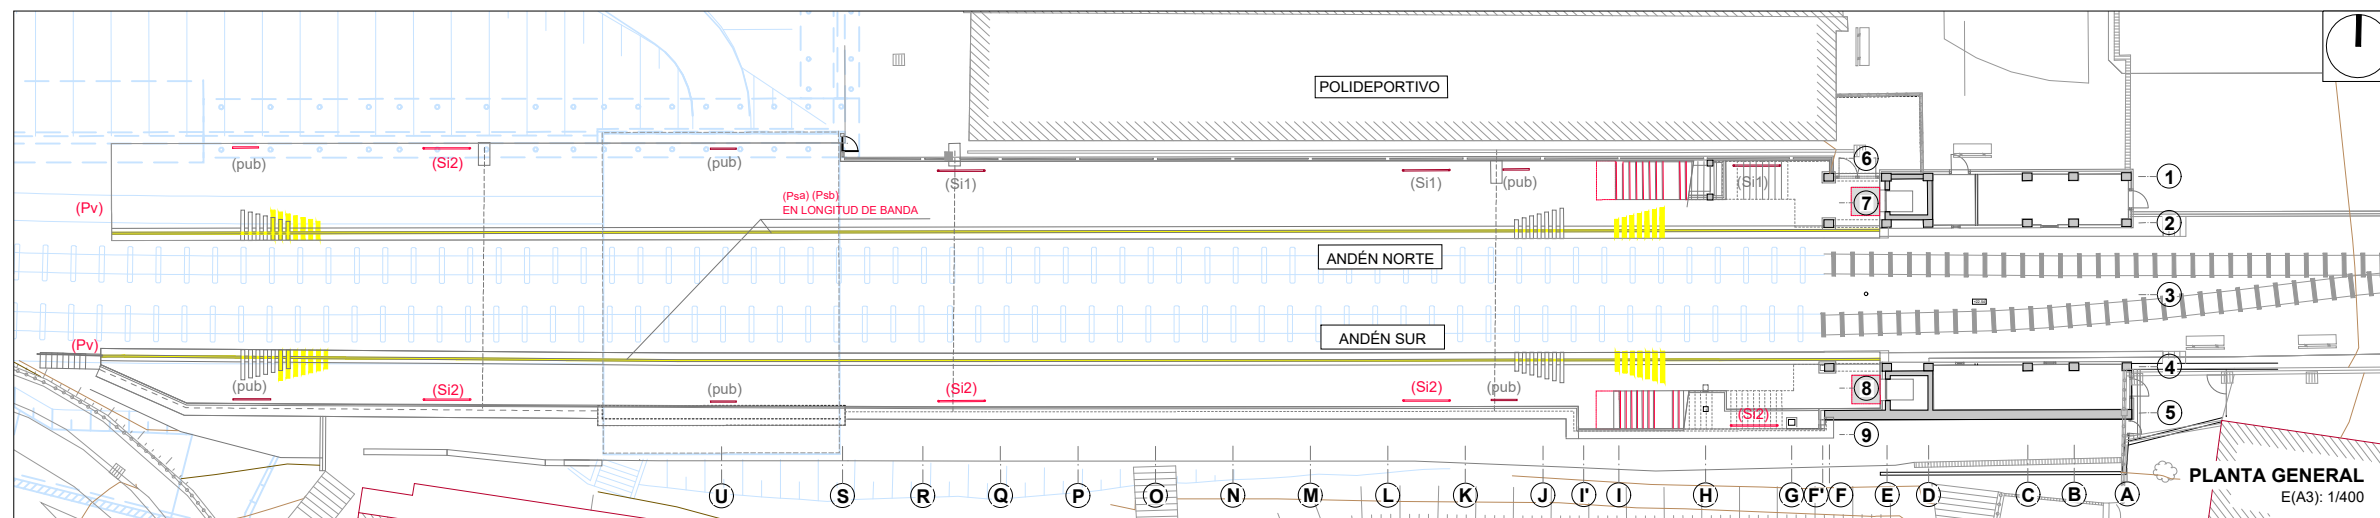 POLIDEPORTIVO
(pub)
(Si2)
(pub)
(Si1)
(Si1)
(pub)
(Si1)
6
1
(Pv)
(Psa) (Psb)
EN LONGITUD DE BANDA
7
2
ANDÉN NORTE
3
ANDÉN SUR
(Pv)
4
(pub)
(Si2)
(pub)
(Si2)
(Si2)
(pub)
8
(Si2)
5
9
PLANTA GENERAL
E(A3): 1/400
U
S
R
Q
P
O
N
M
L
K
J
I'
I
H
G
F'
F
E
D
C
B
A